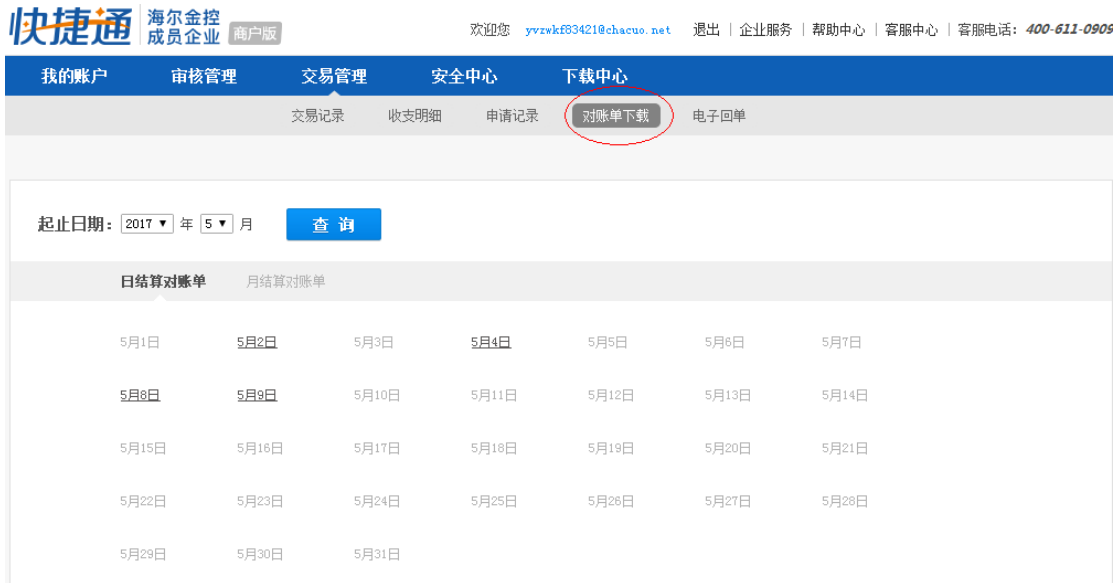 快捷通 海尔金控 成员企业 商户版 欢迎您 yvzwkf83421@chacuo.net 退出 | 企业服务 | 帮助中心 | 客服中心 | 客服电话: 400-611-0909
我的账户 审核管理 交易管理 安全中心 下载中心
交易记录 收支明细 申请记录 对账单下载 电子回单
起止日期: 2017 年 5 月 查 询
日结算对账单 月结算对账单
5月1日 5月2日 5月3日 5月4日 5月5日 5月6日 5月7日
5月8日 5月9日 5月10日 5月11日 5月12日 5月13日 5月14日
5月15日 5月16日 5月17日 5月18日 5月19日 5月20日 5月21日
5月22日 5月23日 5月24日 5月25日 5月26日 5月27日 5月28日
5月29日 5月30日 5月31日